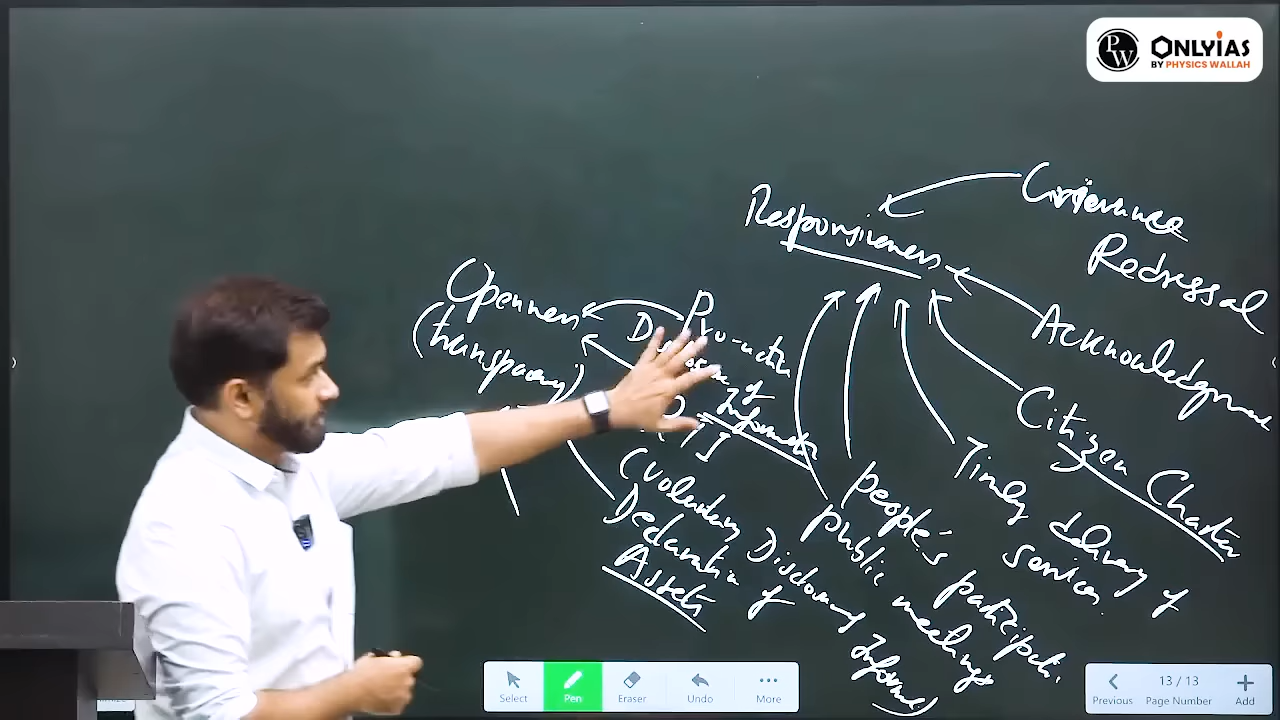 PW ONLYIAS
BY PHYSICS WALLAH
Responsiveness
Grievance
Redressal
Acknowledgment
Citizen Charter
Timely delivery of
services.
people's participation.
public meetings
Openness
(transparency)
Pro-active
of
Information
(Voluntary Disclosure of Information)
Declaration of
Assets
Select
Pen
Eraser
Undo
More
Previous
13 / 13
Page Number
Add